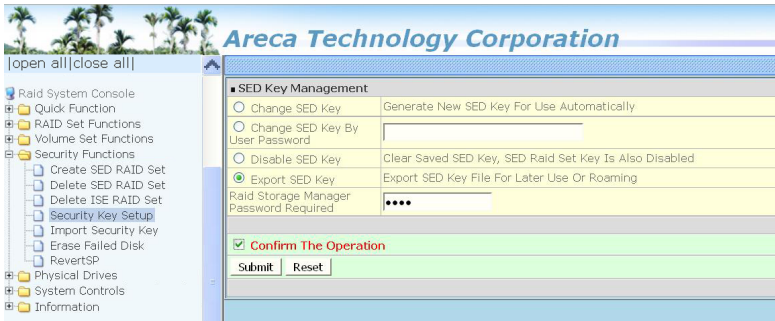 Areca Technology Corporation
|open all|close all|
Raid System Console
Quick Function
RAID Set Functions
Volume Set Functions
Security Functions
Create SED RAID Set
Delete SED RAID Set
Delete ISE RAID Set
Security Key Setup
Import Security Key
Erase Failed Disk
RevertSP
Physical Drives
System Controls
Information
SED Key Management
Change SED Key Generate New SED Key For Use Automatically
Change SED Key By
User Password
Disable SED Key Clear Saved SED Key, SED Raid Set Key Is Also Disabled
Export SED Key Export SED Key File For Later Use Or Roaming
Raid Storage Manager
Password Required
••••
Confirm The Operation
Submit Reset